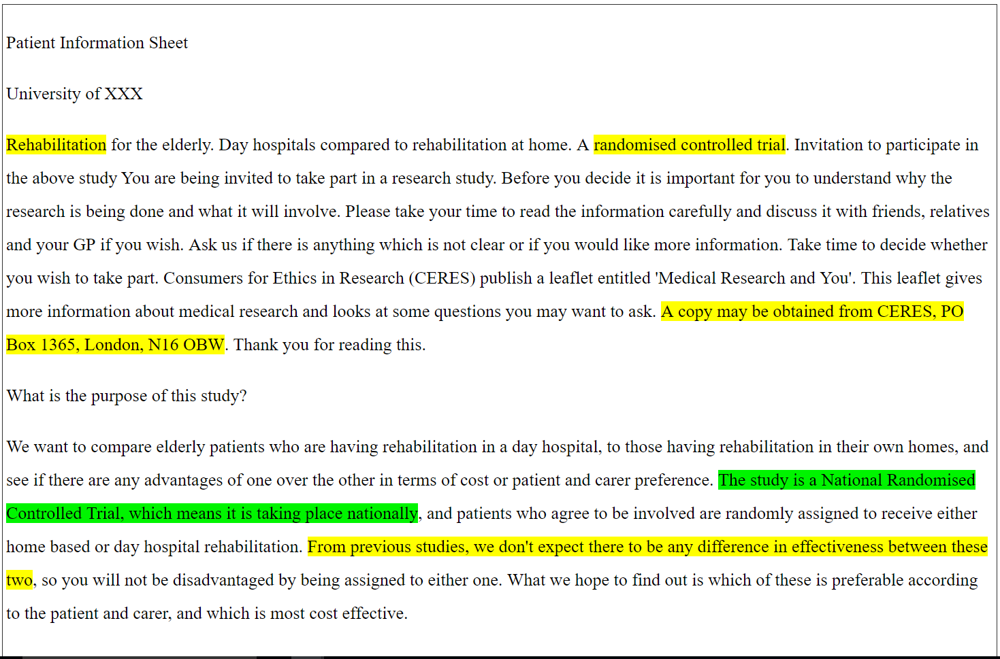 Patient Information Sheet
University of XXX
Rehabilitation for the elderly. Day hospitals compared to rehabilitation at home. A randomised controlled trial. Invitation to participate in
the above study You are being invited to take part in a research study. Before you decide it is important for you to understand why the
research is being done and what it will involve. Please take your time to read the information carefully and discuss it with friends, relatives
and your GP if you wish. Ask us if there is anything which is not clear or if you would like more information. Take time to decide whether
you wish to take part. Consumers for Ethics in Research (CERES) publish a leaflet entitled 'Medical Research and You'. This leaflet gives
more information about medical research and looks at some questions you may want to ask. A copy may be obtained from CERES, PO
Box 1365, London, N16 OBW. Thank you for reading this.
What is the purpose of this study?
We want to compare elderly patients who are having rehabilitation in a day hospital, to those having rehabilitation in their own homes, and
see if there are any advantages of one over the other in terms of cost or patient and carer preference. The study is a National Randomised
Controlled Trial, which means it is taking place nationally, and patients who agree to be involved are randomly assigned to receive either
home based or day hospital rehabilitation. From previous studies, we don't expect there to be any difference in effectiveness between these
two, so you will not be disadvantaged by being assigned to either one. What we hope to find out is which of these is preferable according
to the patient and carer, and which is most cost effective.